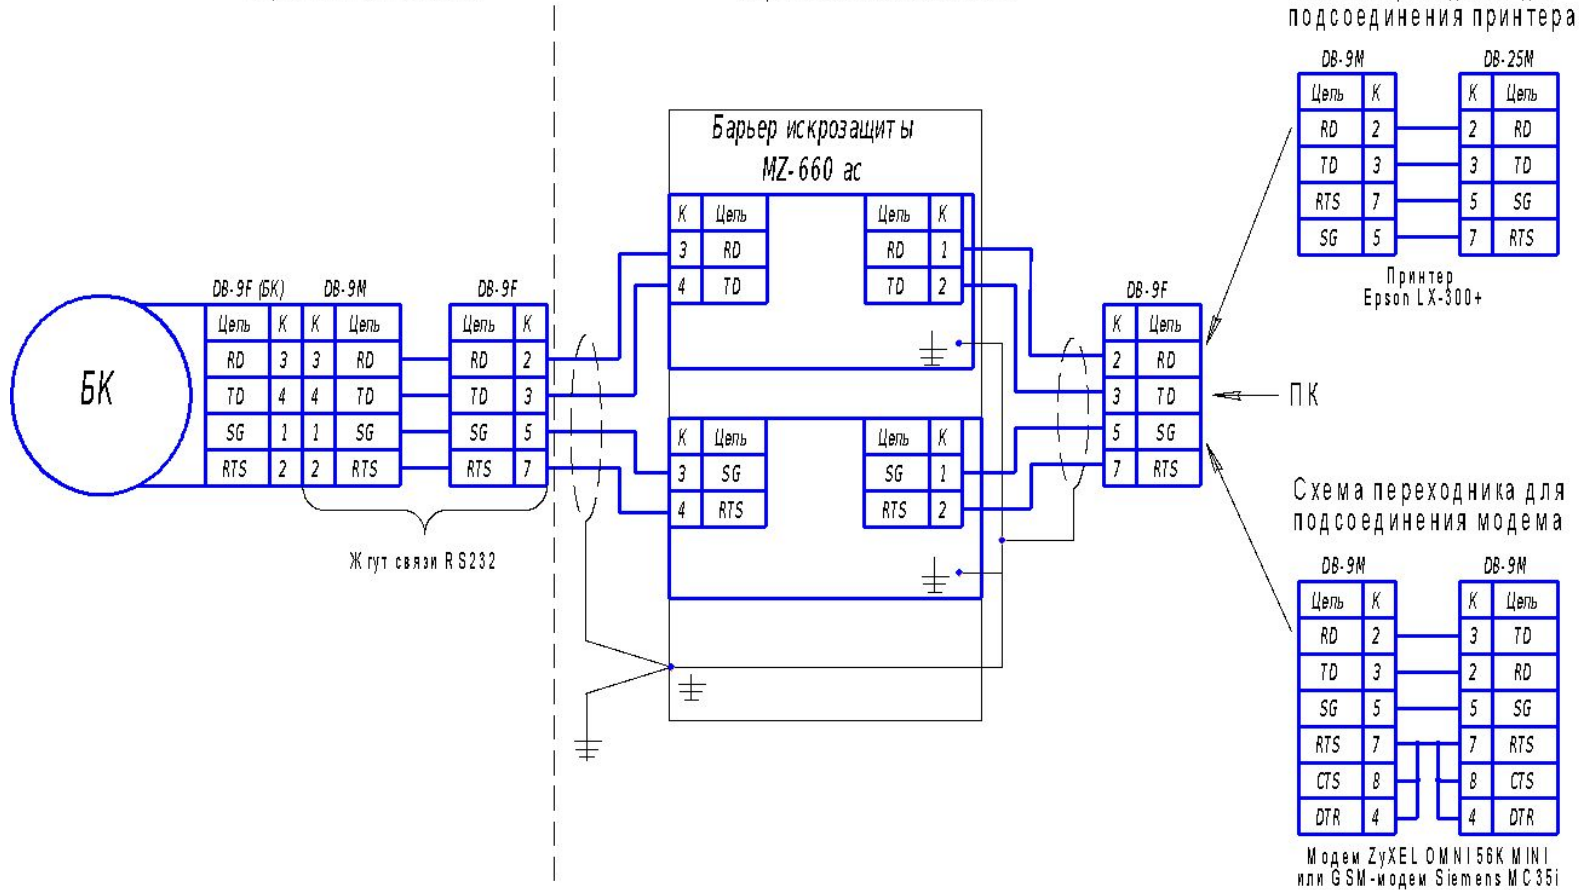 подсоединения принтера
DB-9M DB-25M
Цепь К К Цепь
RD 2 2 RD
TD 3 3 TD
RTS 7 5 SG
SG 5 7 RTS
Принтер
Epson LX-300+
Барьер искрозащиты
MZ-660 ac
К Цепь Цепь К
3 RD RD 1
4 TD TD 2
К Цепь Цепь К
3 SG SG 1
4 RTS RTS 2
БК
DB-9F (БК) DB-9M DB-9F
Цепь К К Цепь Цепь К
RD 3 3 RD RD 2
TD 4 4 TD TD 3
SG 1 1 SG SG 5
RTS 2 2 RTS RTS 7
Жгут связи RS232
DB-9F
К Цепь
2 RD
3 TD
5 SG
7 RTS
ПК
Схема переходника для
подсоединения модема
DB-9M DB-9M
Цепь К К Цепь
RD 2 3 TD
TD 3 2 RD
SG 5 5 SG
RTS 7 7 RTS
CTS 8 8 CTS
DTR 4 4 DTR
Модем ZyXEL OMNI 56K MINI
или GSM-модем Siemens MC35i